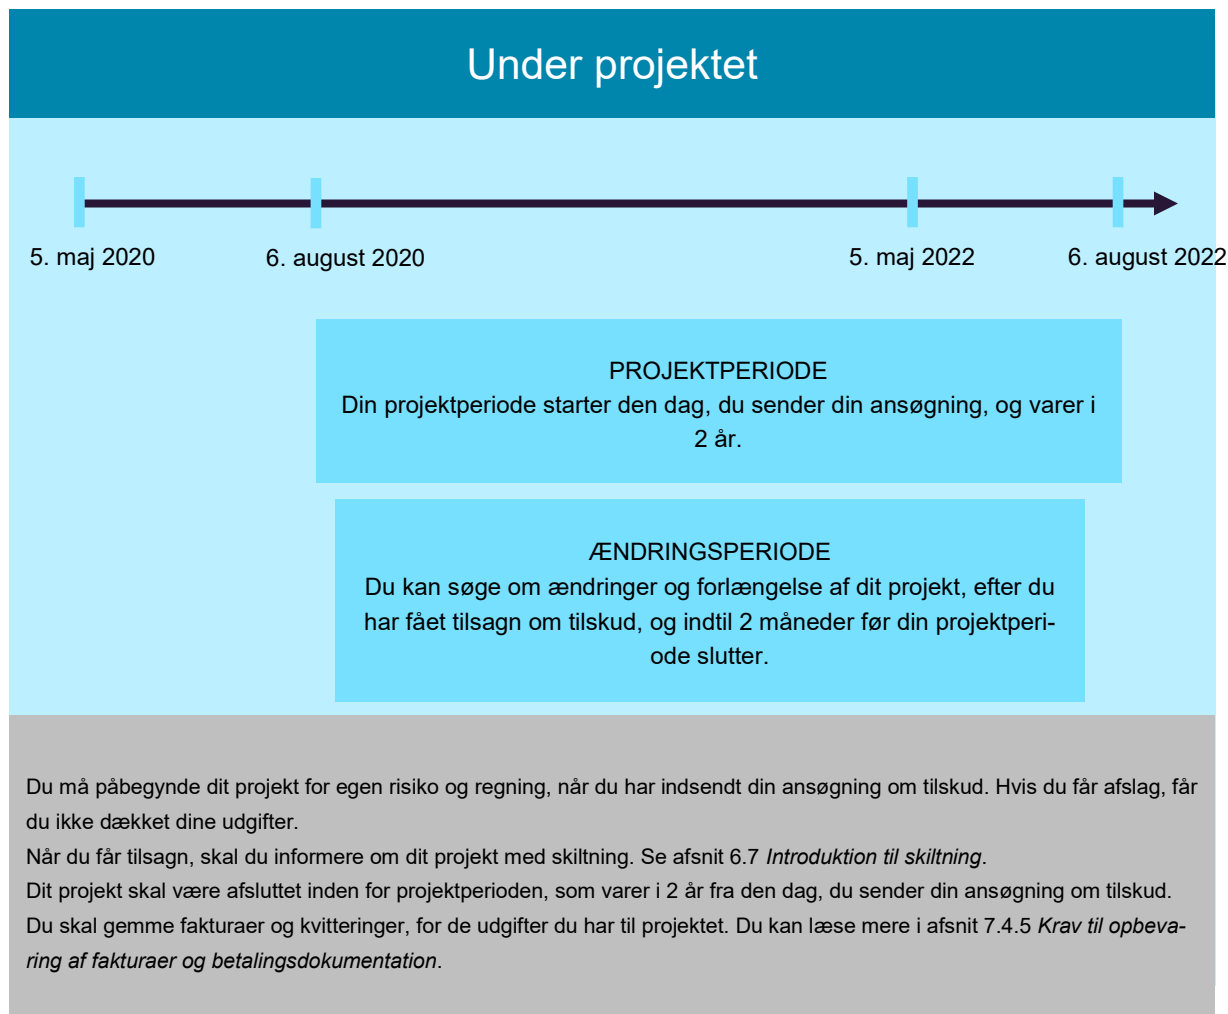 Under projektet
5. maj 2020
6. august 2020
5. maj 2022
6. august 2022
PROJEKTPERIODE
Din projektperiode starter den dag, du sender din ansøgning, og varer i
2 år.
ÆNDRINGSPERIODE
Du kan søge om ændringer og forlængelse af dit projekt, efter du
har fået tilsagn om tilskud, og indtil 2 måneder før din projektperi-
ode slutter.
Du må påbegynde dit projekt for egen risiko og regning, når du har indsendt din ansøgning om tilskud. Hvis du får afslag, får
du ikke dækket dine udgifter.
Når du får tilsagn, skal du informere om dit projekt med skiltning. Se afsnit 6.7 Introduktion til skiltning.
Dit projekt skal være afsluttet inden for projektperioden, som varer i 2 år fra den dag, du sender din ansøgning om tilskud.
Du skal gemme fakturaer og kvitteringer, for de udgifter du har til projektet. Du kan læse mere i afsnit 7.4.5 Krav til opbeva-
ring af fakturaer og betalingsdokumentation.